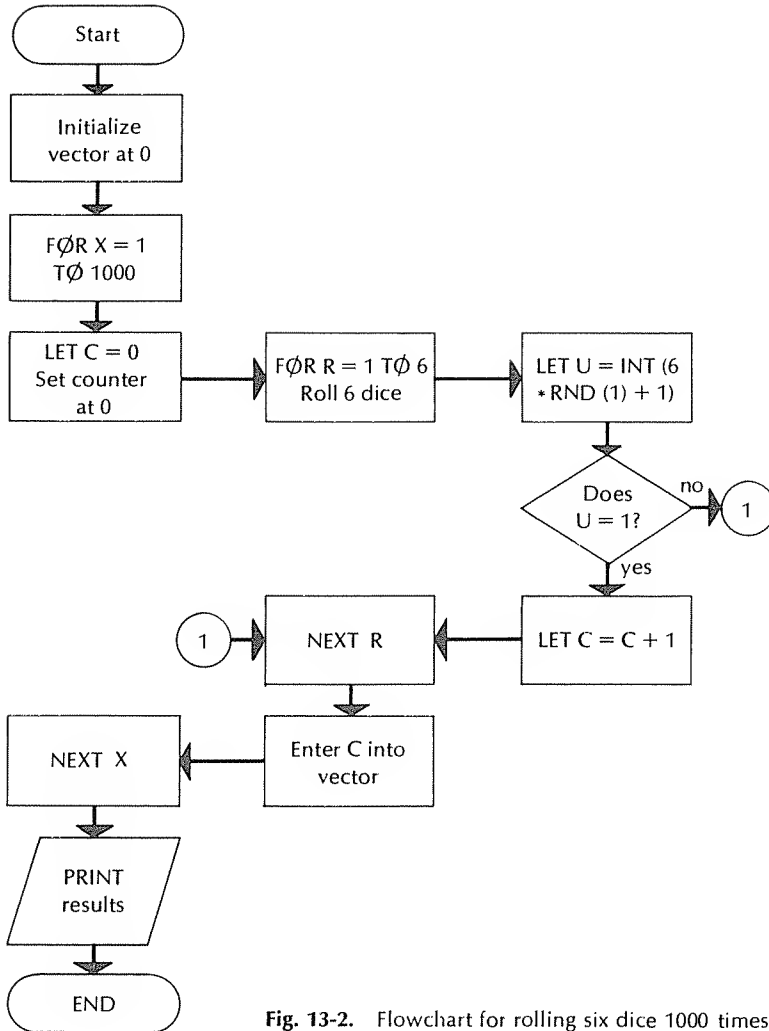 Start
Initialize
vector at 0
FØR X = 1
TØ 1000
LET C = 0
Set counter
at 0
FØR R = 1 TØ 6
Roll 6 dice
LET U = INT (6
* RND (1) + 1)
Does
U = 1?
no
1
yes
LET C = C + 1
NEXT R
1
Enter C into
vector
NEXT X
PRINT
results
END
Fig. 13-2. Flowchart for rolling six dice 1000 times